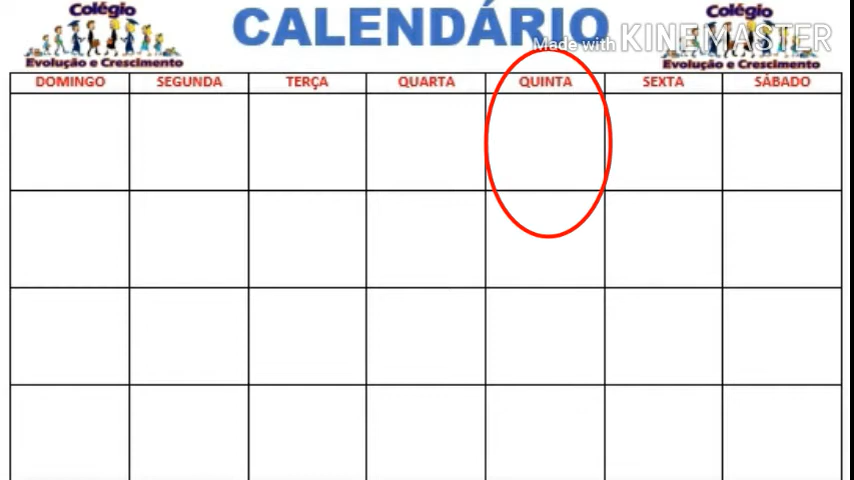 Colégio
Evolução e Crescimento
CALENDÁRIO
Made with KINEMASTER
Colégio
Evolução e Crescimento
DOMINGO SEGUNDA TERÇA QUARTA QUINTA SEXTA SÁBADO